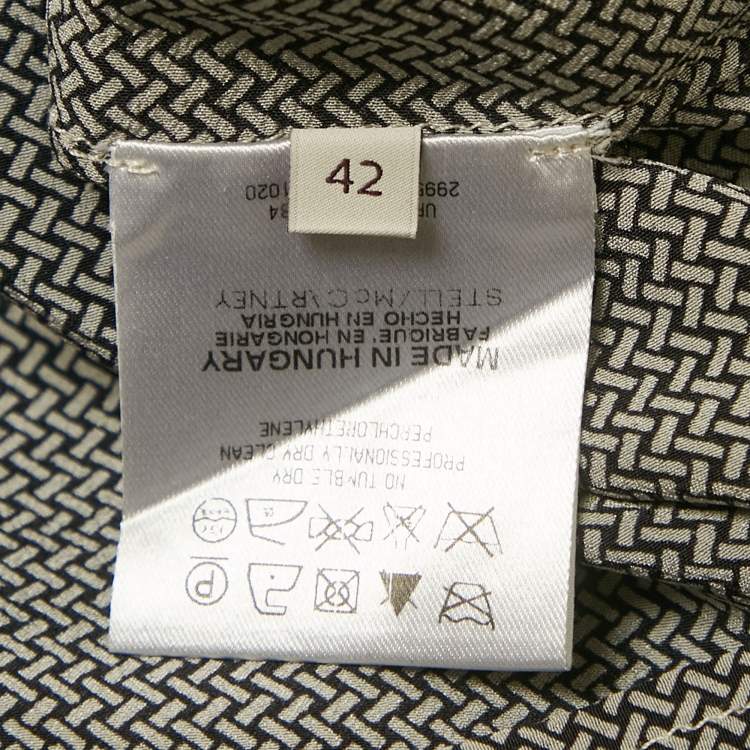 42
STELLA McCARTNEY
HECHO EN HUNGRIA
FABRIQUE' EN HONGARIE
MADE IN HUNGARY
PERCHLORETHYLENE
PROFESSIONALLY DRY CLEAN
NO TUMBLE DRY
P